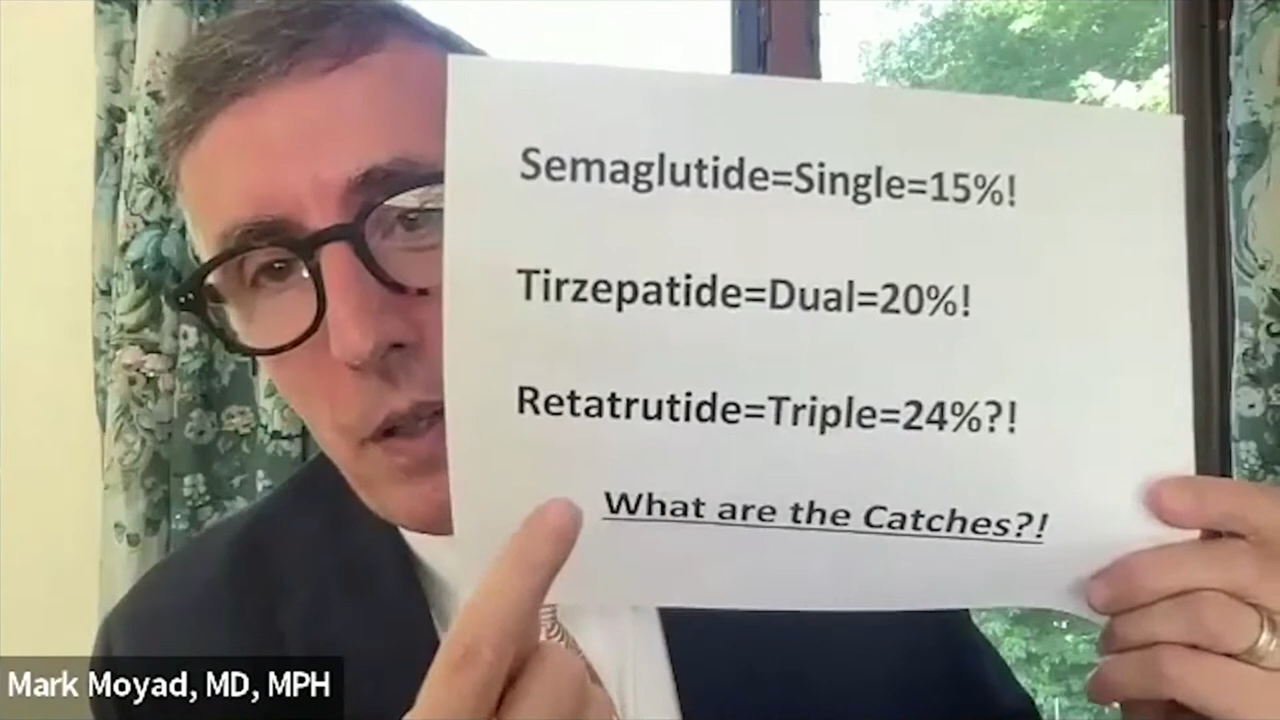 Semaglutide=Single=15%!
Tirzepatide=Dual=20%!
Retatrutide=Triple=24%?!
What are the Catches?!
Mark Moyad, MD, MPH